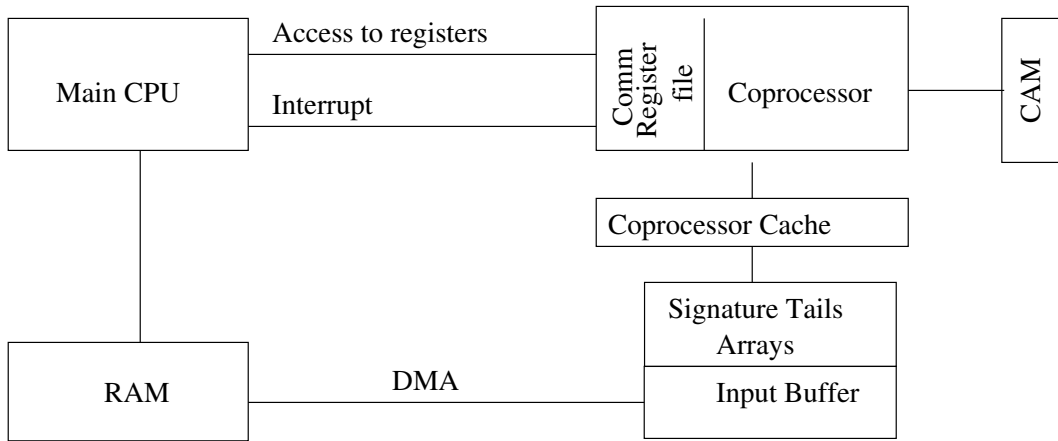 Access to registers
Main CPU
Interrupt
Comm
Register
file
Coprocessor
CAM
Coprocessor Cache
Signature Tails
Arrays
RAM
DMA
Input Buffer